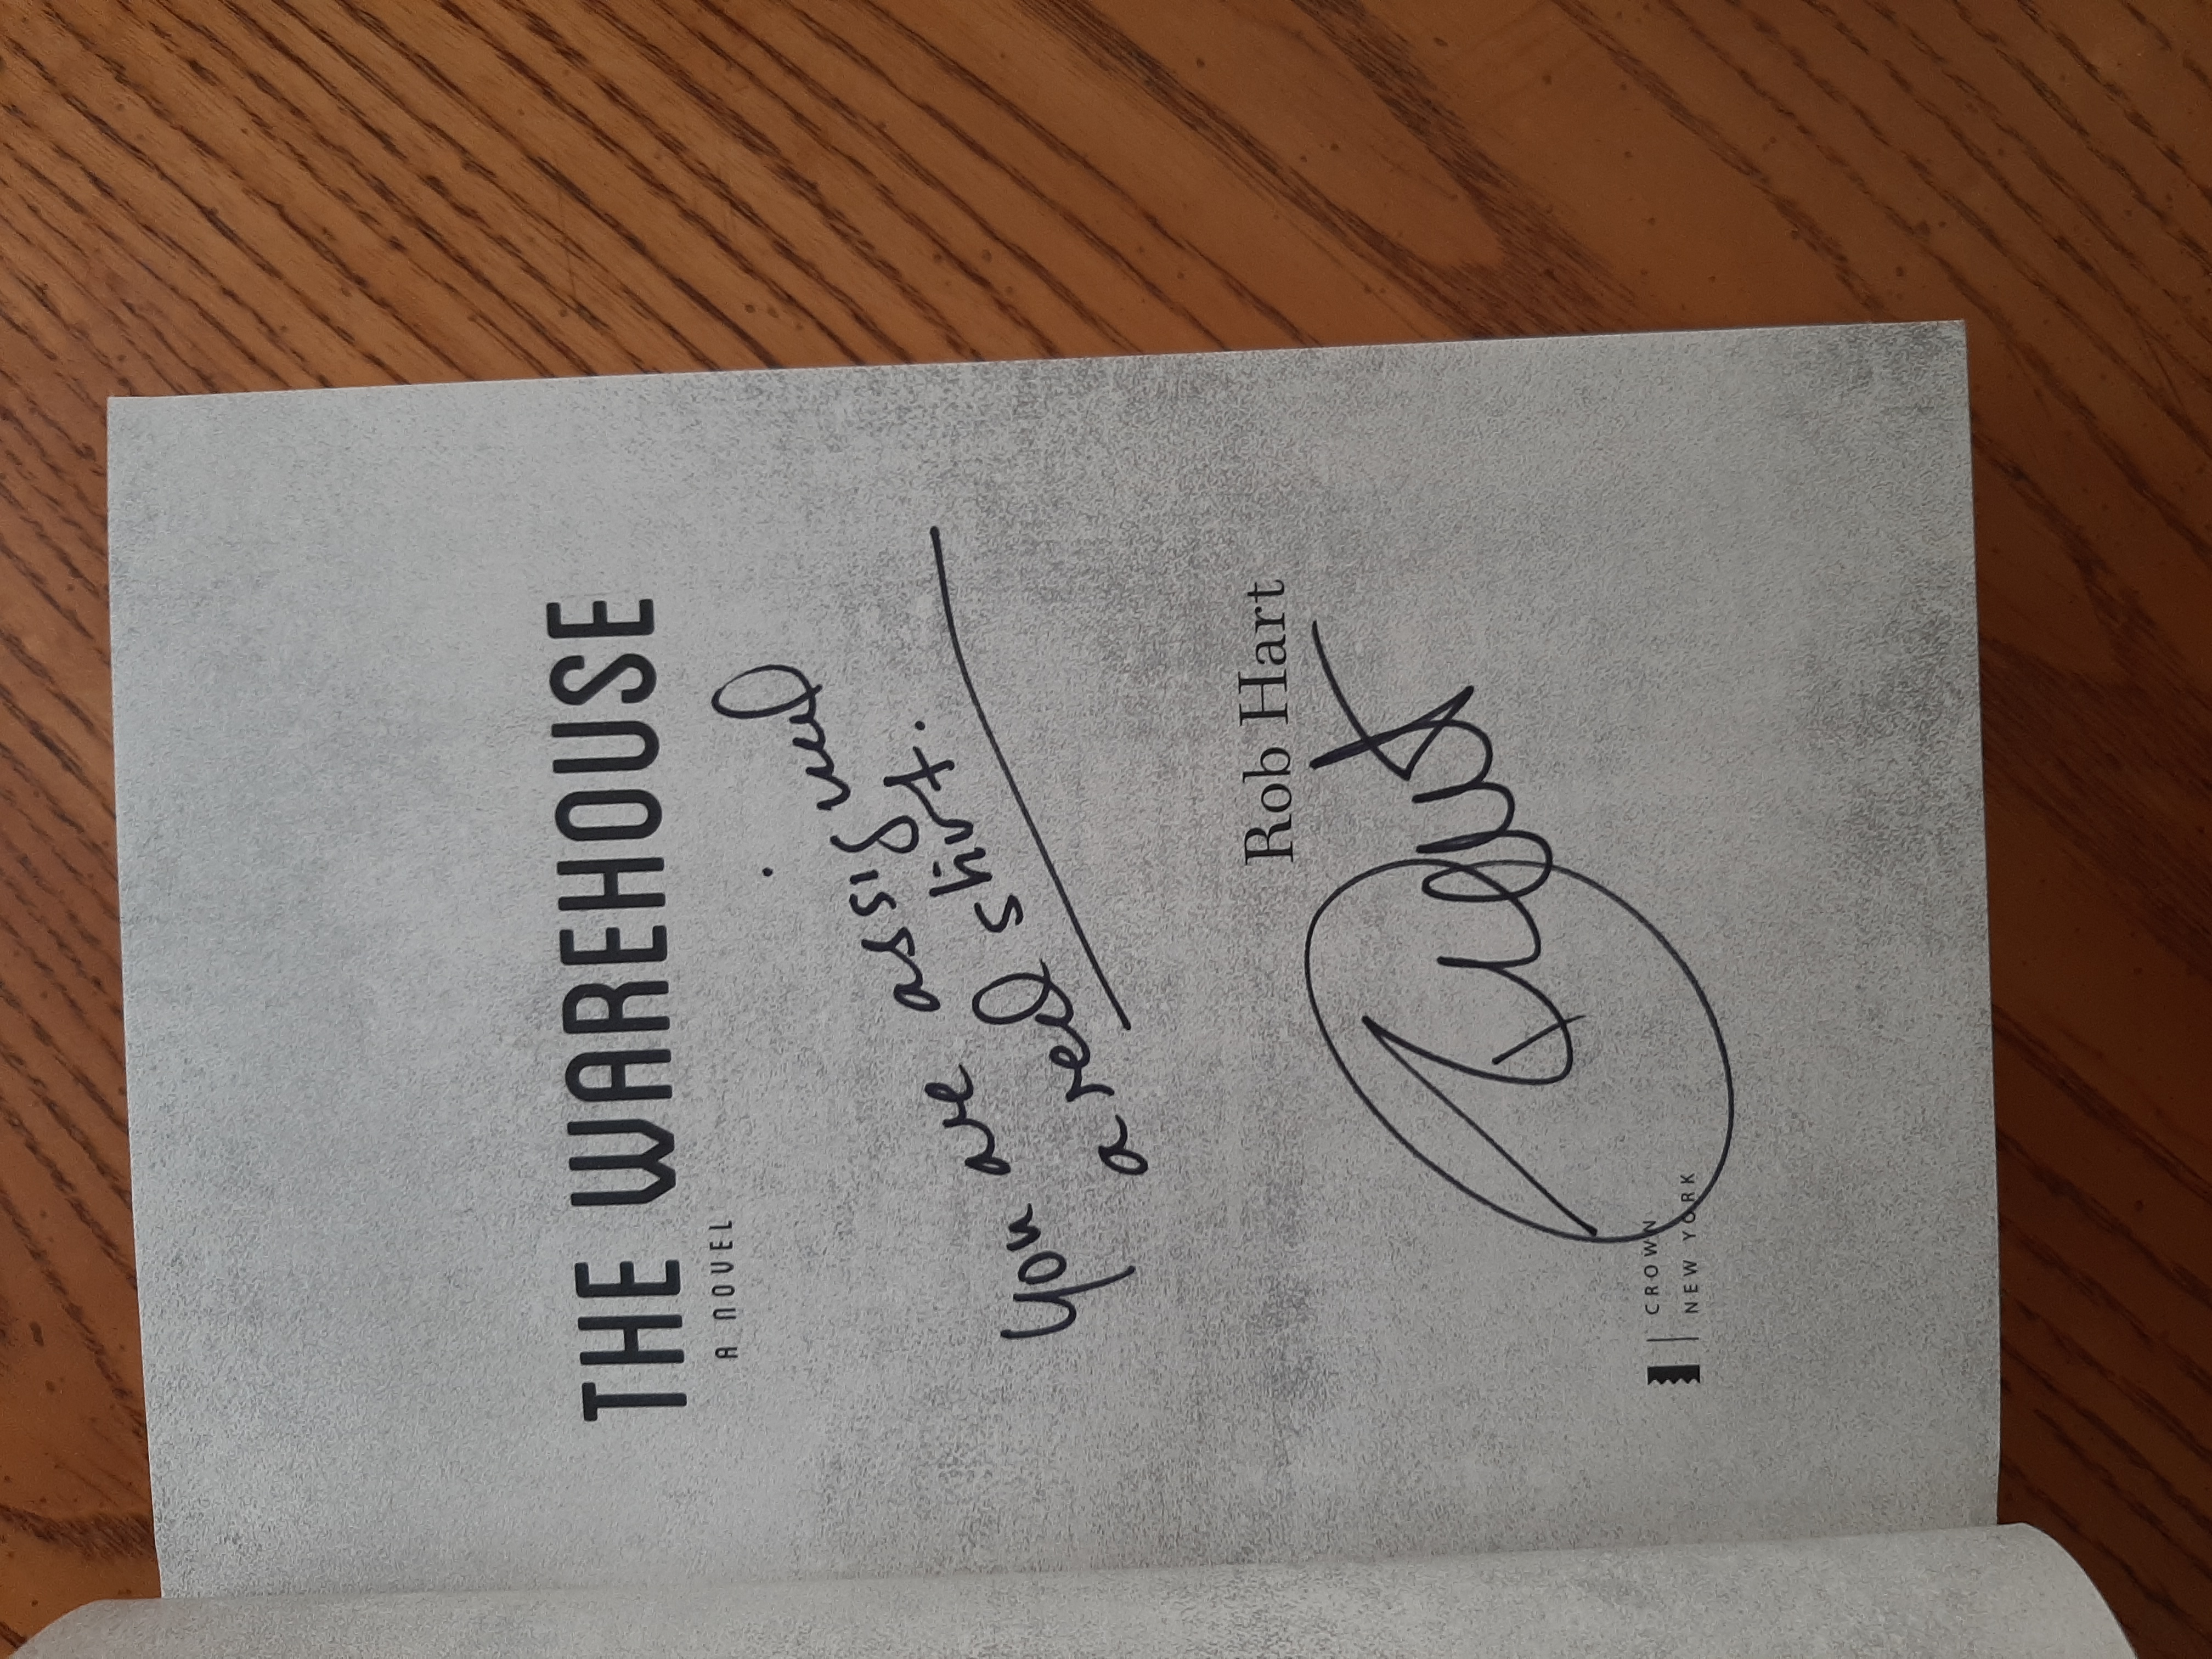 THE WAREHOUSE
A NOVEL
You are assigned
a red shirt.
Rob Hart
CROWN
NEW YORK